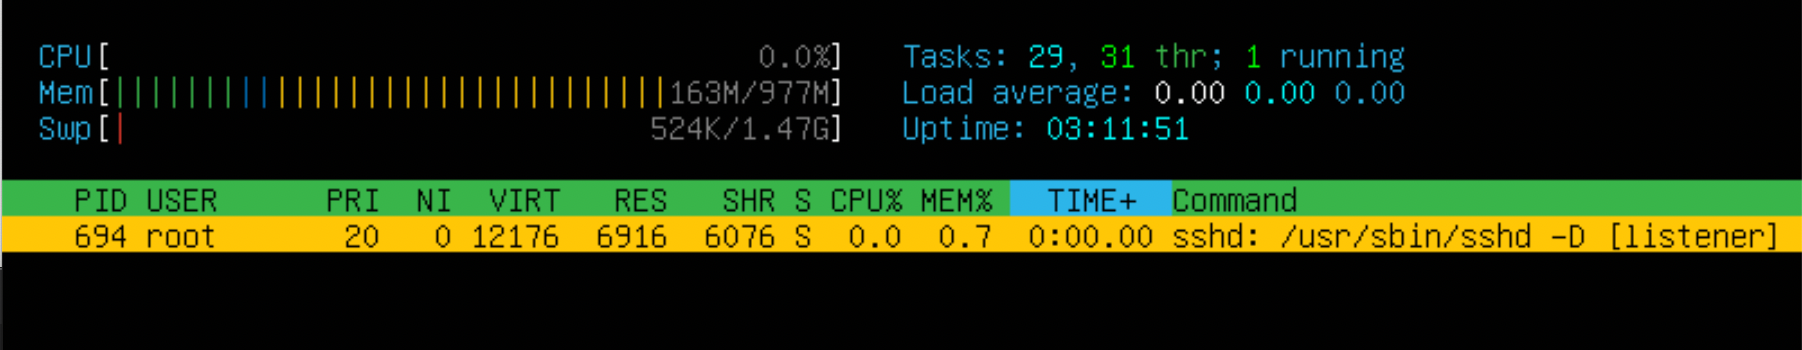 CPU[ 0.0%] Tasks: 29, 31 thr; 1 running
Mem[|||||||||||||||||||||||||||||||163M/977M] Load average: 0.00 0.00 0.00
Swp[| 524K/1.47G] Uptime: 03:11:51
PID USER PRI NI VIRT RES SHR S CPU% MEM% TIME+ Command
694 root 20 0 12176 6916 6076 S 0.0 0.7 0:00.00 sshd: /usr/sbin/sshd -D [listener]